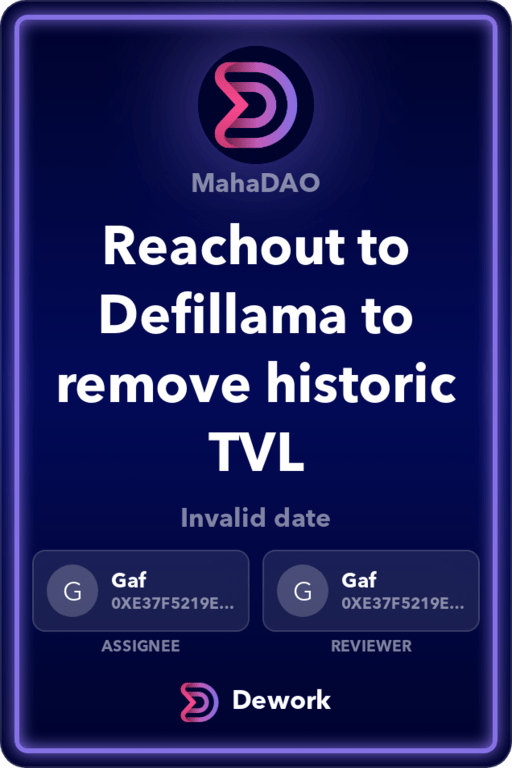 MahaDAO
Reachout to
Defillama to
remove historic
TVL
Invalid date
G
Gaf
0XE37F5219E...
ASSIGNEE
G
Gaf
0XE37F5219E...
REVIEWER
Dework